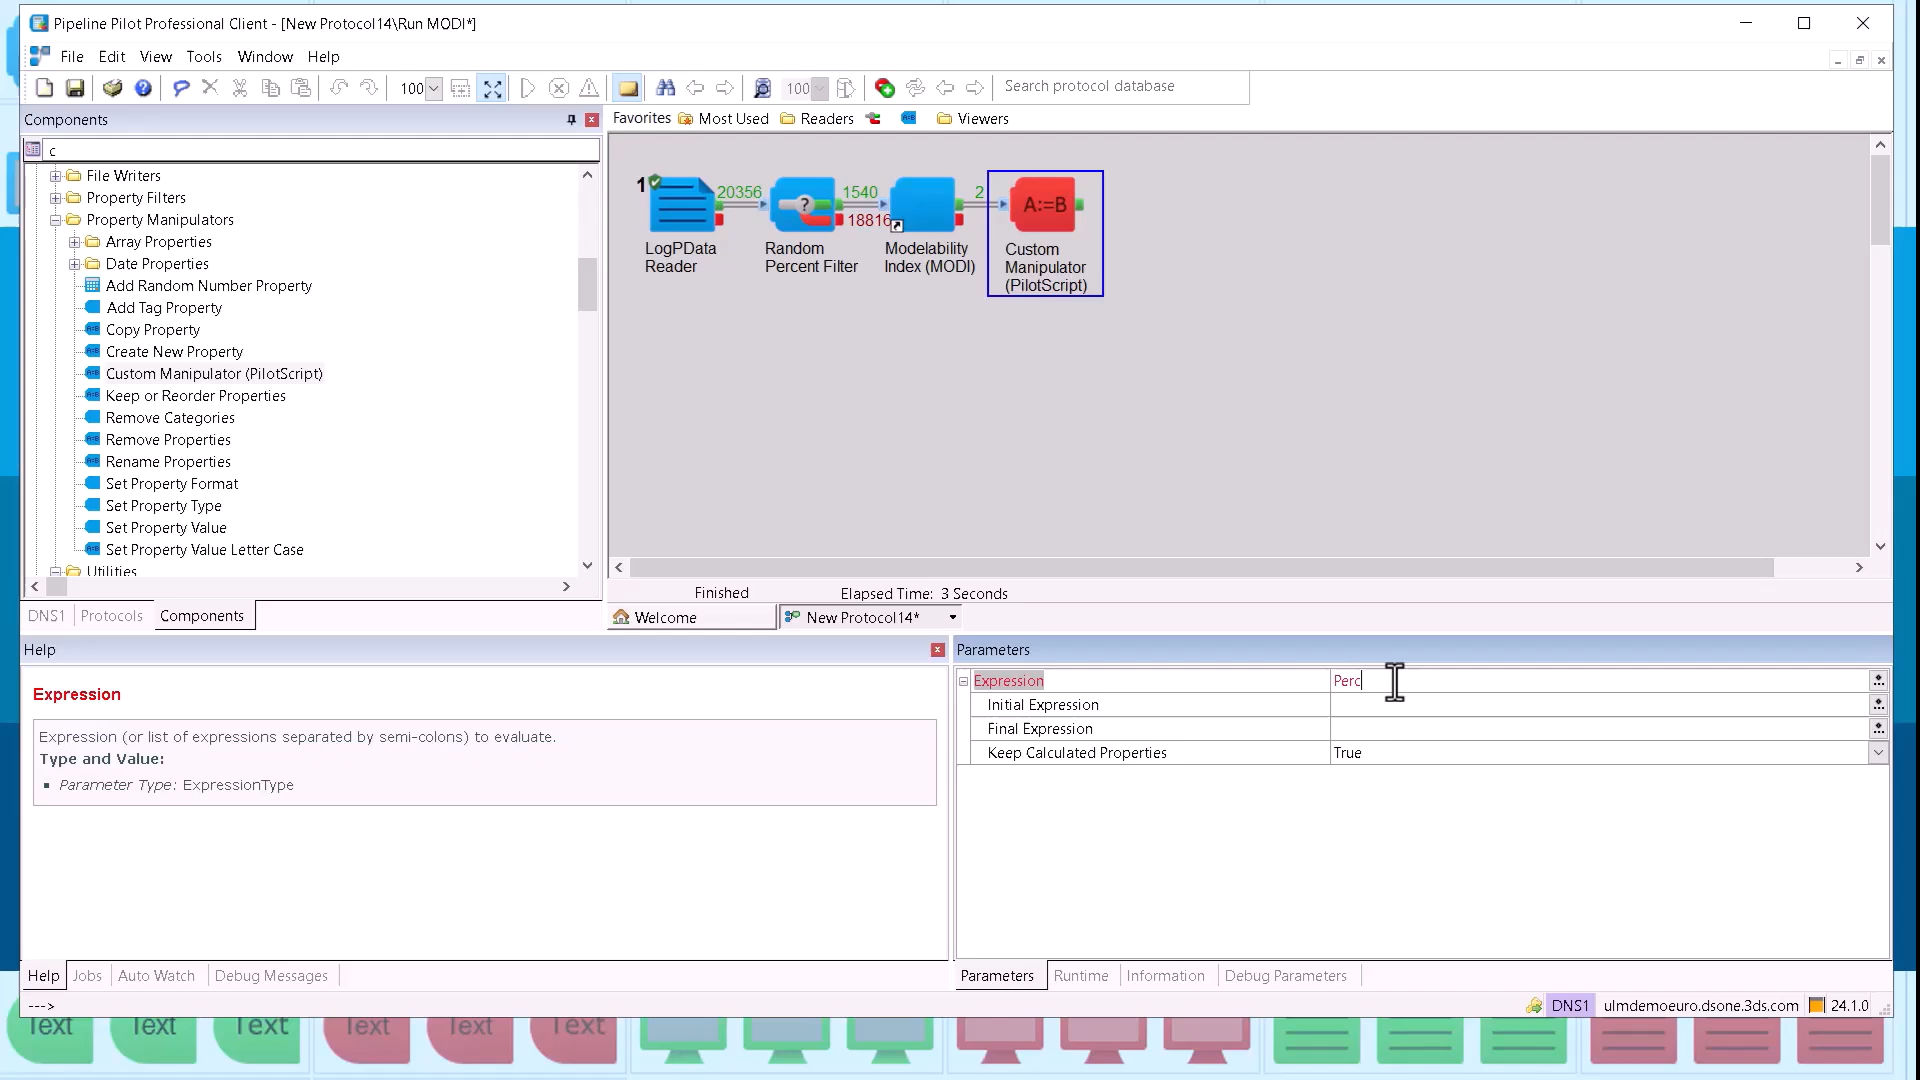 Pipeline Pilot Professional Client - [New Protocol14\Run MODI*]
File Edit View Tools Window Help
100 100 Search protocol database
Components
Favorites Most Used Readers Viewers
c
File Writers
Property Filters
Property Manipulators
Array Properties
Date Properties
Add Random Number Property
Add Tag Property
Copy Property
Create New Property
Custom Manipulator (PilotScript)
Keep or Reorder Properties
Remove Categories
Remove Properties
Rename Properties
Set Property Format
Set Property Type
Set Property Value
Set Property Value Letter Case
Utilities
1 20356 1540 18816 2
? A:=B
LogPData Reader
Random Percent Filter
Modelability Index (MODI)
Custom Manipulator (PilotScript)
Finished Elapsed Time: 3 Seconds
DNS1 Protocols Components
Welcome New Protocol14*
Help
Expression
Expression (or list of expressions separated by semi-colons) to evaluate.
Type and Value:
Parameter Type: ExpressionType
Parameters
Expression Perc
Initial Expression
Final Expression
Keep Calculated Properties True
Help Jobs Auto Watch Debug Messages
Parameters Runtime Information Debug Parameters
---> DNS1 ulmdemoeuro.dsone.3ds.com 24.1.0
Text Text Text Text Text Text